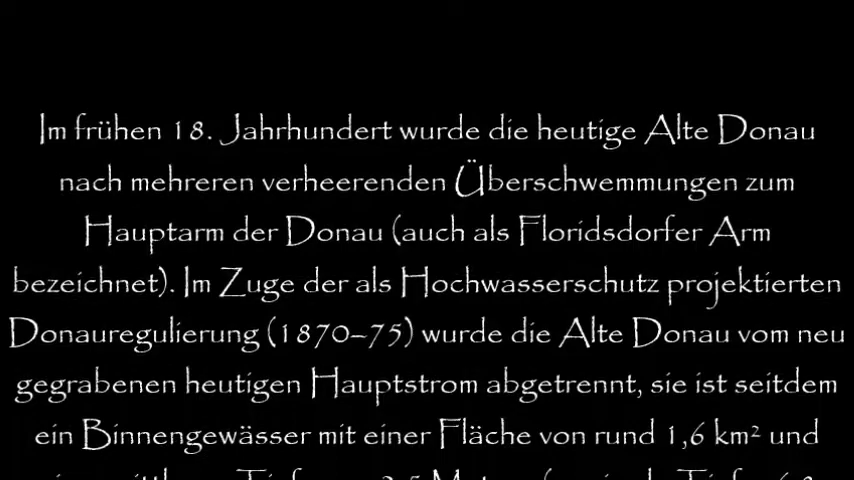 Im frühen 18. Jahrhundert wurde die heutige Alte Donau
nach mehreren verheerenden Überschwemmungen zum
Hauptarm der Donau (auch als Floridsdorfer Arm
bezeichnet). Im Zuge der als Hochwasserschutz projektierten
Donauregulierung (1870–75) wurde die Alte Donau vom neu
gegrabenen heutigen Hauptstrom abgetrennt, sie ist seitdem
ein Binnengewässer mit einer Fläche von rund 1,6 km² und